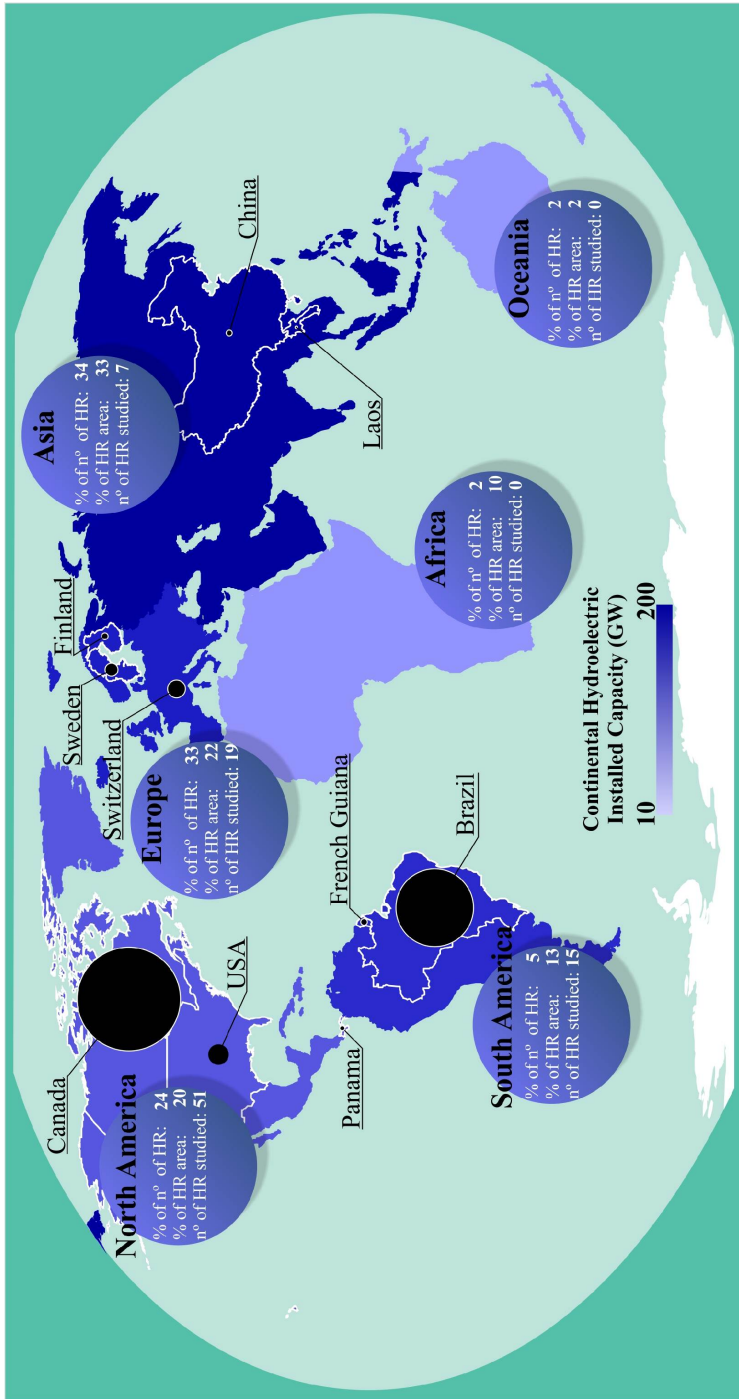 Canada
North America
% of nº of HR: 24
% of HR area: 20
nº of HR studied: 51
USA
Panama
South America
% of nº of HR: 5
% of HR area: 13
nº of HR studied: 15
French Guiana
Brazil
Sweden
Finland
Switzerland
Europe
% of nº of HR: 33
% of HR area: 22
nº of HR studied: 19
Africa
% of nº of HR: 2
% of HR area: 10
nº of HR studied: 0
Asia
% of nº of HR: 34
% of HR area: 33
nº of HR studied: 7
China
Laos
Oceania
% of nº of HR: 2
% of HR area: 2
nº of HR studied: 0
Continental Hydroelectric
Installed Capacity (GW)
10 200